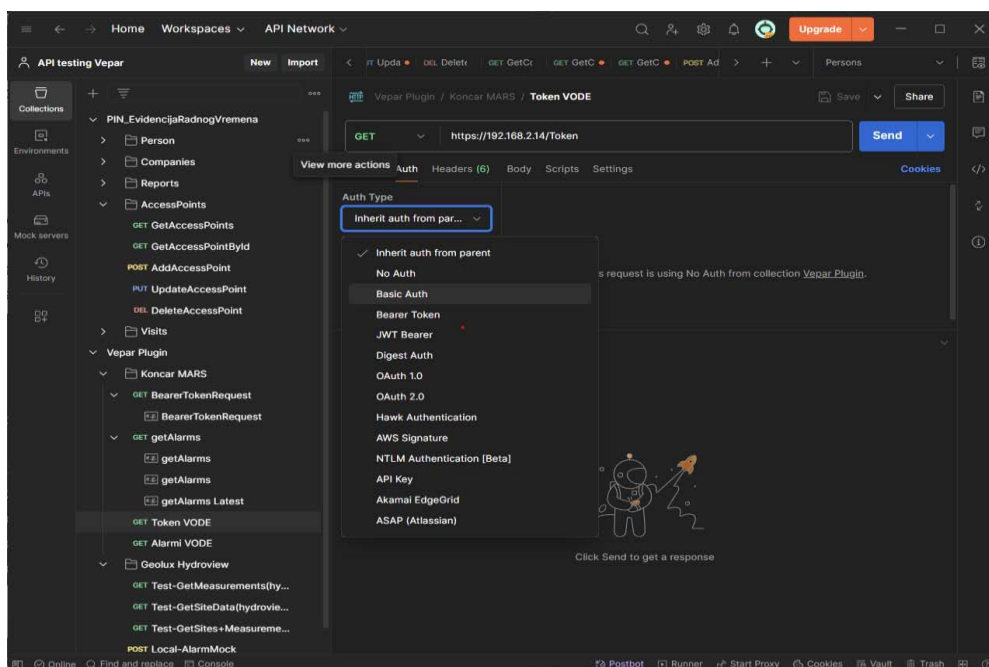 Home Workspaces API Network Upgrade
API testing Vepar New Import IT Upda DEL Delete GET GetC GET GetC GET GetC POST Ad Persons
Collections
Vepar Plugin / Koncar MARS / Token VODE Save Share
PIN_EvidencijaRadnogVremena
Person
GET https://192.168.2.14/Token Send
Environments
Companies
View more actions
Auth Headers (6) Body Scripts Settings Cookies
APIs
Reports
Auth Type
AccessPoints
Inherit auth from par...
Mock servers
GET GetAccessPoints
GET GetAccessPointById
Inherit auth from parent
History
POST AddAccessPoint
No Auth
s request is using No Auth from collection Vepar Plugin.
PUT UpdateAccessPoint
Basic Auth
DEL DeleteAccessPoint
Bearer Token
Visits
JWT Bearer
Vepar Plugin
Digest Auth
Koncar MARS
OAuth 1.0
GET BearerTokenRequest
OAuth 2.0
BearerTokenRequest
Hawk Authentication
GET getAlarms
AWS Signature
getAlarms
NTLM Authentication [Beta]
getAlarms
API Key
getAlarms Latest
Akamai EdgeGrid
GET Token VODE
ASAP (Atlassian)
GET Alarmi VODE
Click Send to get a response
Geolux Hydroview
GET Test-GetMeasurements(hy...
GET Test-GetSiteData(hydrovie...
GET Test-GetSites+Measureme...
POST Local-AlarmMock
Online Find and replace Console Postbot Runner Start Proxy Cookies Vault Trash